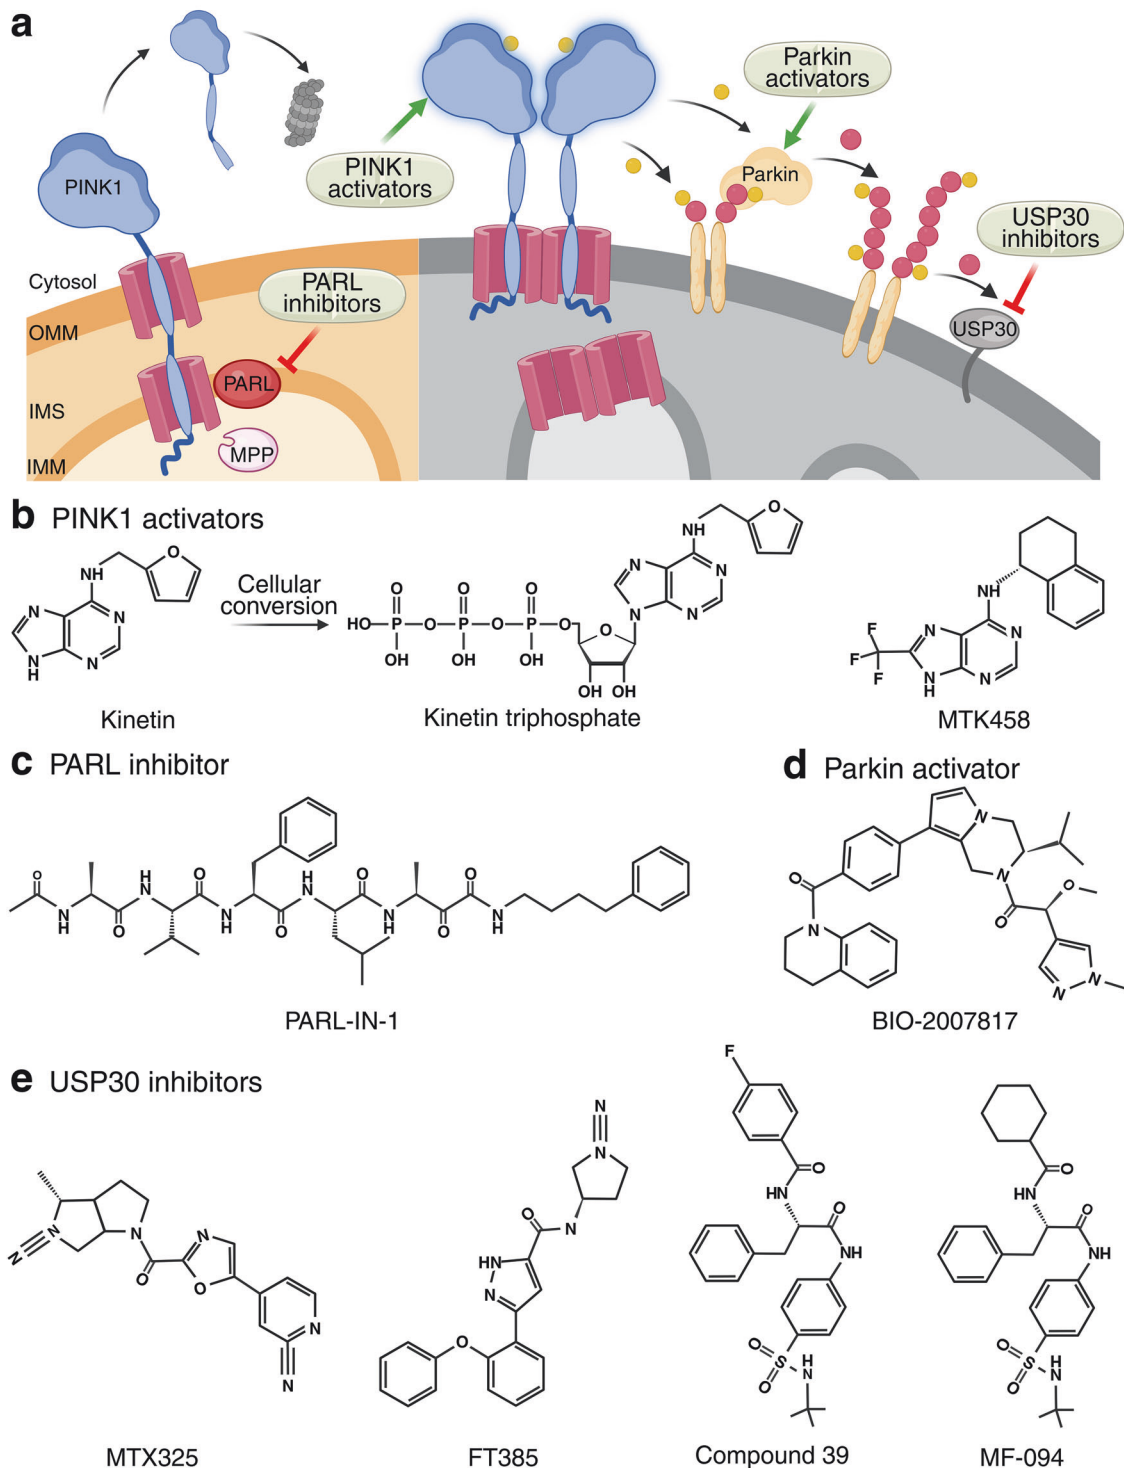 a
Parkin
activators
PINK1
activators
PINK1
Parkin
USP30
inhibitors
Cytosol
PARL
inhibitors
OMM
USP30
PARL
IMS
MPP
IMM
b PINK1 activators
Cellular
conversion
O
NH
N
N
N
N
H
HO
P
O
OH
O
P
O
OH
O
P
O
OH
O
O
OH OH
N
N
N
N
NH
O
NH
F
F
F
N
N
N
H
N
Kinetin
Kinetin triphosphate
MTK458
c PARL inhibitor
d Parkin activator
O
N
H
O
H
N
O
N
H
O
H
N
O
N
H
O
O
N
H
N
N
O
O
O
N
N
N
PARL-IN-1
BIO-2007817
e USP30 inhibitors
N
N
N
O
N
O
N
N
N
N
O
N
HN
N
O
F
O
HN
O
NH
O
S
O
H
N
O
HN
O
NH
O
S
O
H
N
MTX325
FT385
Compound 39
MF-094